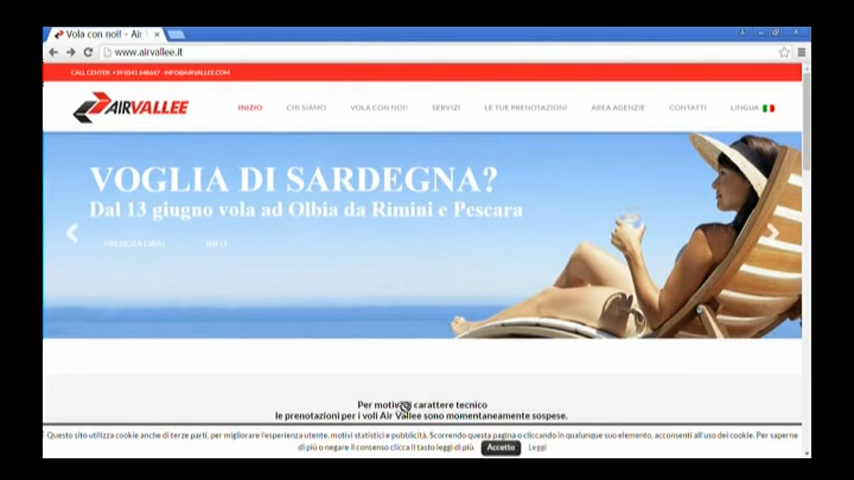 Vola con noi! - Air V
www.airvallee.it
CALL CENTER: +39 0541 648667 - INFO@AIRVALLEE.COM
AIRVALLEE
INIZIO
CHI SIAMO
VOLA CON NOI!
SERVIZI
LE TUE PRENOTAZIONI
AREA AGENZIE
CONTATTI
LINGUA
VOGLIA DI SARDEGNA?
Dal 13 giugno vola ad Olbia da Rimini e Pescara
PRENOTA ORA!
INFO
Per motivi di carattere tecnico
le prenotazioni per i voli Air Vallee sono momentaneamente sospese.
Questo sito utilizza cookie anche di terze parti, per migliorare l'esperienza utente, motivi statistici e pubblicità. Scorrendo questa pagina o cliccando in qualunque suo elemento, acconsenti all'uso dei cookie. Per saperne
di più o negare il consenso clicca il tasto leggi di più.
Accetto
Leggi